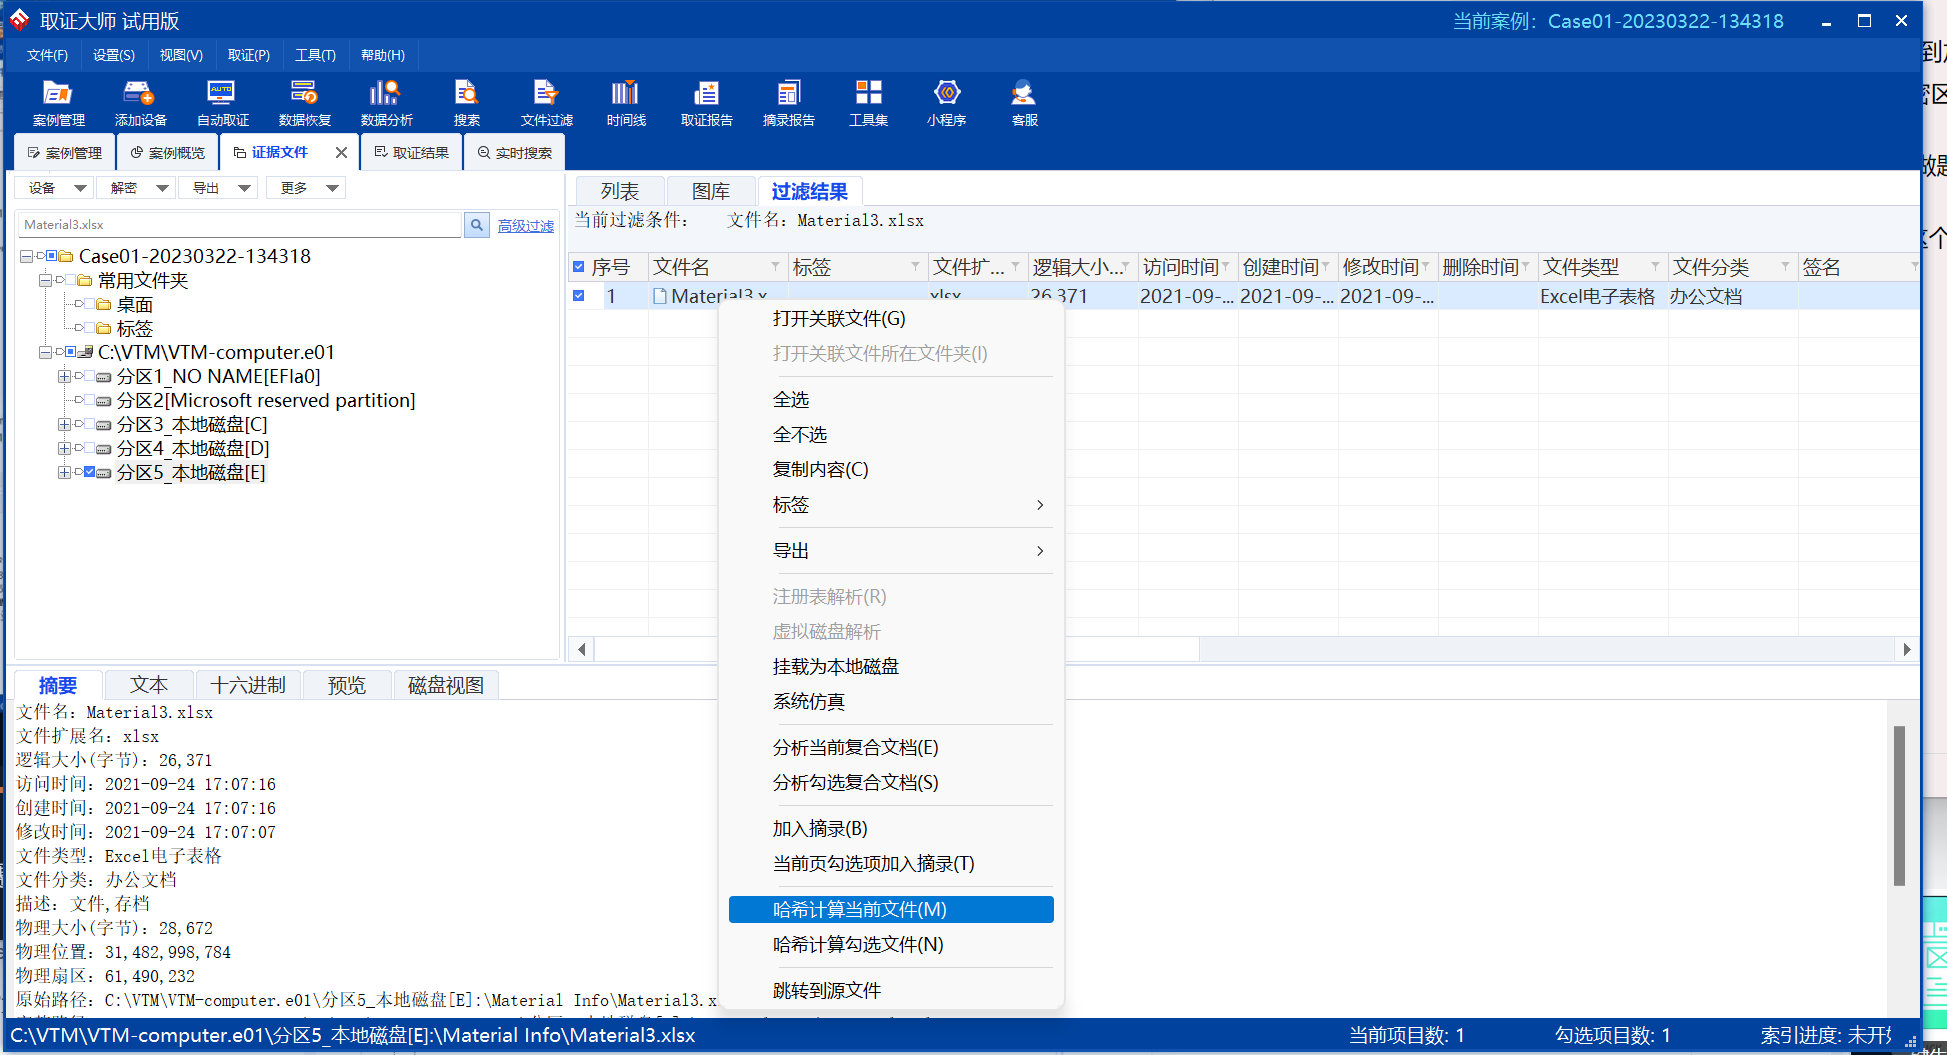 取证大师 试用版
当前案例：Case01-20230322-134318
文件(F) 设置(S) 视图(V) 取证(P) 工具(T) 帮助(H)
案例管理 添加设备 自动取证 数据恢复 数据分析 搜索 文件过滤 时间线 取证报告 摘录报告 工具集 小程序 客服
AUTO
案例管理 案例概览 证据文件 取证结果 实时搜索
设备 解密 导出 更多
Material3.xlsx
高级过滤
Case01-20230322-134318
常用文件夹
桌面
标签
C:\VTM\VTM-computer.e01
分区1_NO NAME[EFIa0]
分区2[Microsoft reserved partition]
分区3_本地磁盘[C]
分区4_本地磁盘[D]
分区5_本地磁盘[E]
列表 图库 过滤结果
当前过滤条件： 文件名：Material3.xlsx
序号 文件名 标签 文件扩... 逻辑大小... 访问时间 创建时间 修改时间 删除时间 文件类型 文件分类 签名
1 Material3.x xlsx 26,371 2021-09-... 2021-09-... 2021-09-... Excel电子表格 办公文档
打开关联文件(G)
打开关联文件所在文件夹(I)
全选
全不选
复制内容(C)
标签
导出
注册表解析(R)
虚拟磁盘解析
挂载为本地磁盘
系统仿真
分析当前复合文档(E)
分析勾选复合文档(S)
加入摘录(B)
当前页勾选项加入摘录(T)
哈希计算当前文件(M)
哈希计算勾选文件(N)
跳转到源文件
摘要 文本 十六进制 预览 磁盘视图
文件名：Material3.xlsx
文件扩展名：xlsx
逻辑大小(字节)：26,371
访问时间：2021-09-24 17:07:16
创建时间：2021-09-24 17:07:16
修改时间：2021-09-24 17:07:07
文件类型：Excel电子表格
文件分类：办公文档
描述：文件,存档
物理大小(字节)：28,672
物理位置：31,482,998,784
物理扇区：61,490,232
原始路径：C:\VTM\VTM-computer.e01\分区5_本地磁盘[E]:\Material Info\Material3.x
C:\VTM\VTM-computer.e01\分区5_本地磁盘[E]:\Material Info\Material3.xlsx
当前项目数: 1 勾选项目数: 1 索引进度: 未开始